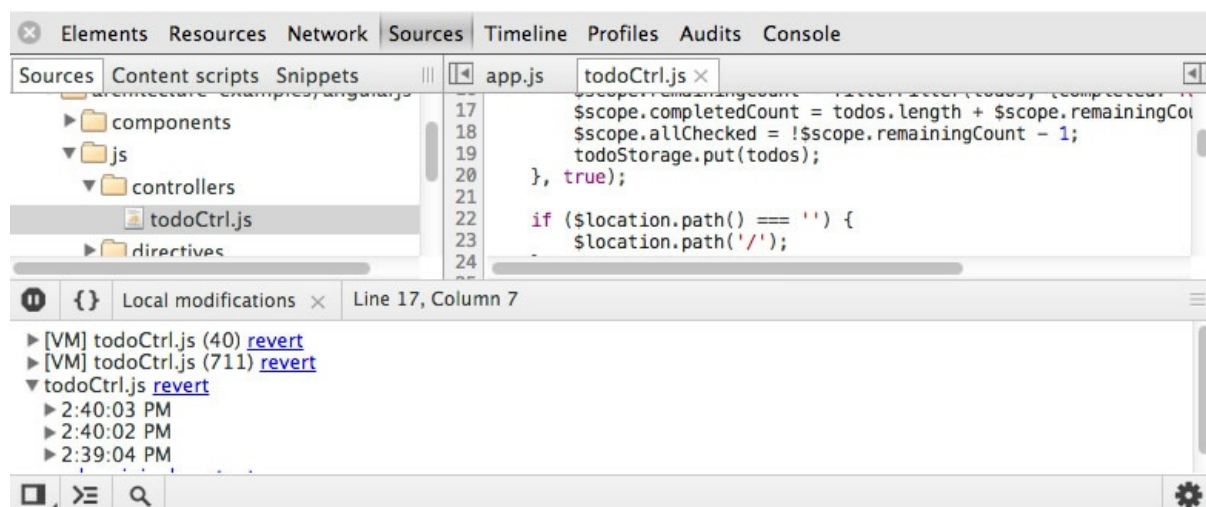 Elements Resources Network Sources Timeline Profiles Audits Console
Sources Content scripts Snippets
app.js todoCtrl.js ×
architecture-examples/angularjs
components
js
controllers
todoCtrl.js
directives
17 $scope.completedCount = todos.length + $scope.remainingCou
18 $scope.allChecked = !$scope.remainingCount - 1;
19 todoStorage.put(todos);
20 }, true);
21
22 if ($location.path() === '') {
23 $location.path('/');
24
{} Local modifications × Line 17, Column 7
[VM] todoCtrl.js (40) revert
[VM] todoCtrl.js (711) revert
todoCtrl.js revert
2:40:03 PM
2:40:02 PM
2:39:04 PM